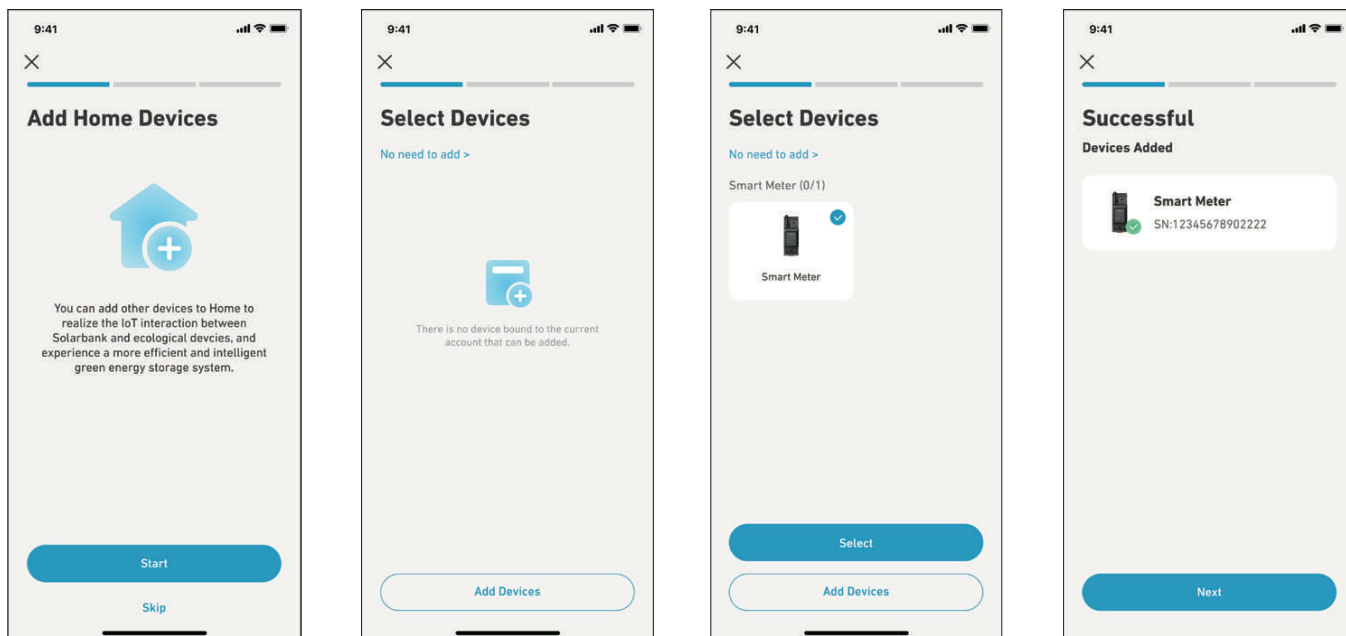 9:41
Add Home Devices
You can add other devices to Home to
realize the IoT interaction between
Solarbank and ecological devcies, and
experience a more efficient and intelligent
green energy storage system.
Start
Skip
9:41
Select Devices
No need to add >
There is no device bound to the current
account that can be added.
Add Devices
9:41
Select Devices
No need to add >
Smart Meter (0/1)
Smart Meter
Select
Add Devices
9:41
Successful
Devices Added
Smart Meter
SN:12345678902222
Next